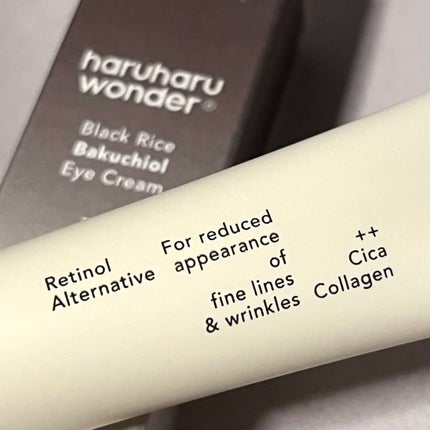 haruharu
wonder®
Black Rice
Bakuchiol
Eye Cream
Retinol
Alternative
For reduced
appearance
of
fine lines
& wrinkles
++
Cica
Collagen